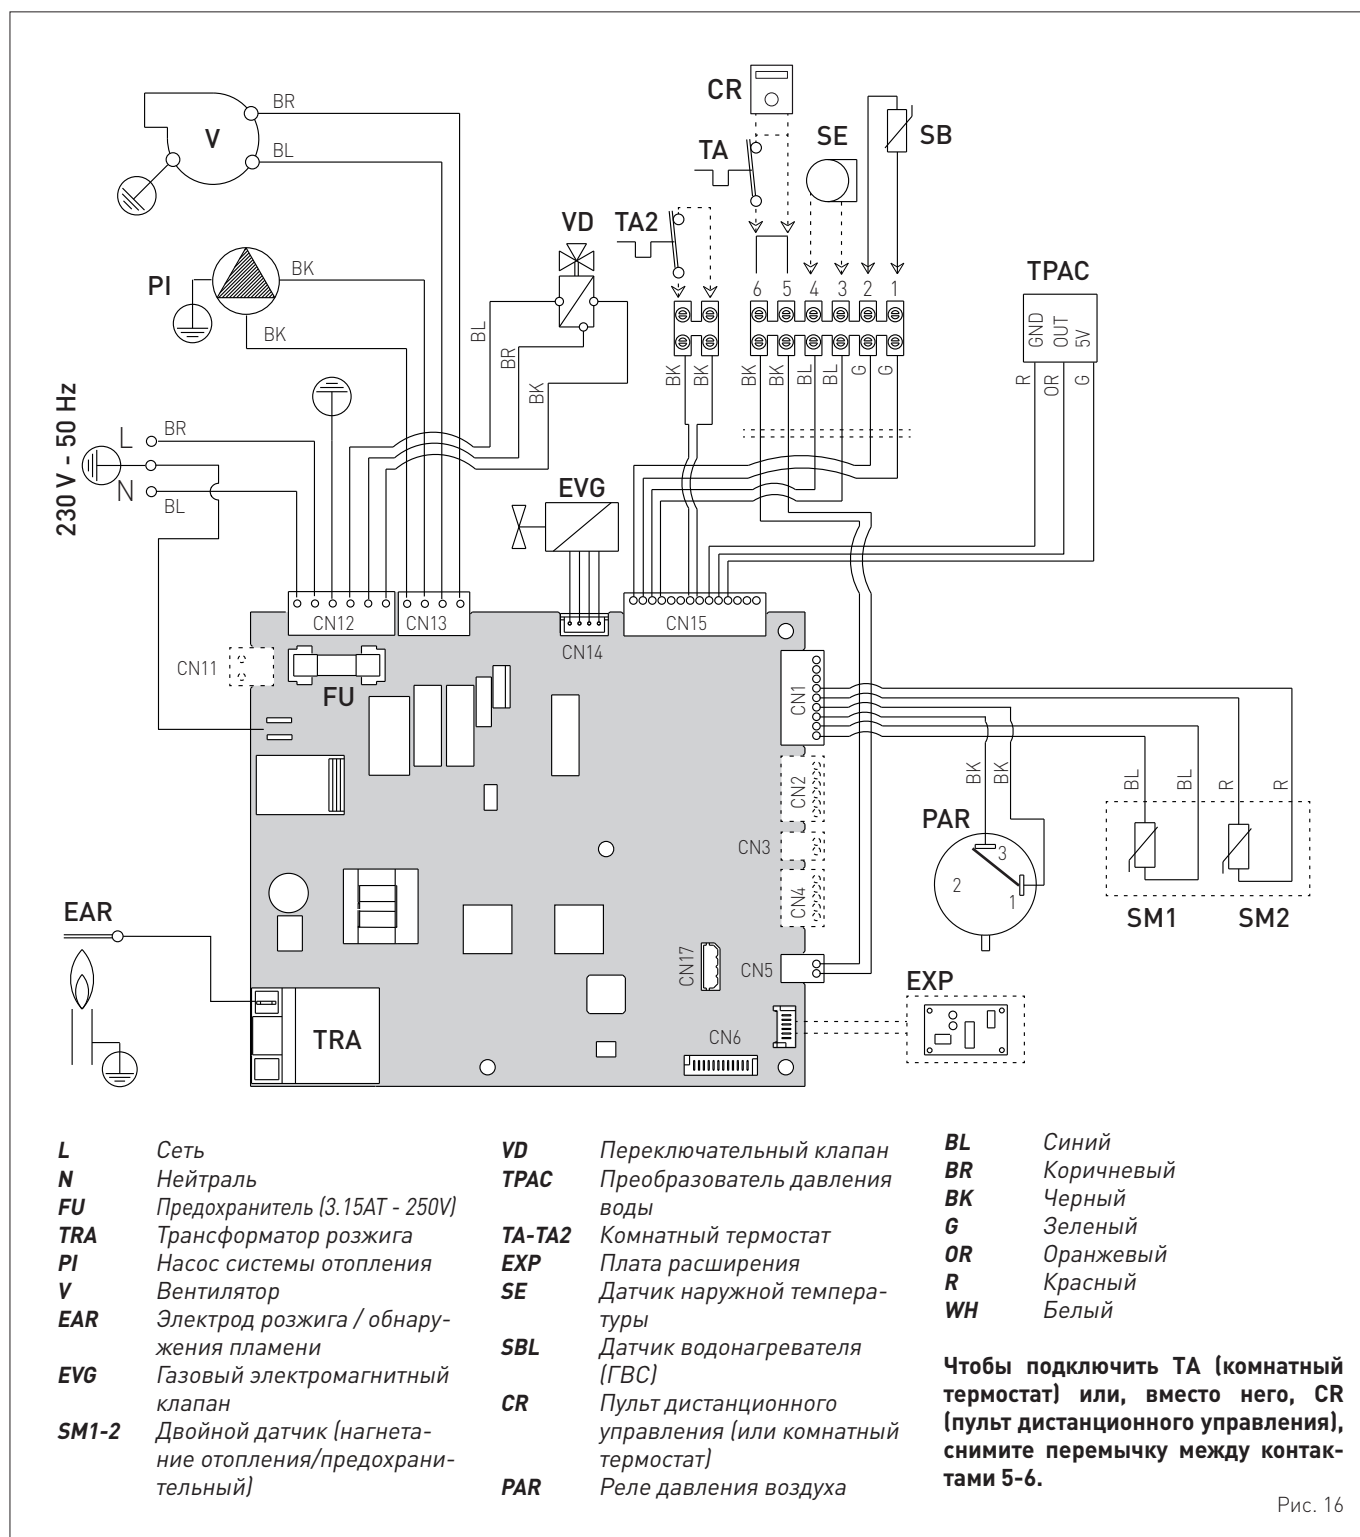 CR
BR
V
BL
TA
SE
SB
VD
TA2
PI
BK
BK
TPAC
6 5 4 3 2 1
GND
OUT
5V
BL
BR
BK
BK
BK
BK
BK
BL
BL
G
G
R
OR
G
230 V - 50 Hz
L
BR
N
BL
EVG
CN12
CN13
CN14
CN15
CN11
FU
CN1
CN2
CN3
CN4
BK
BK
BL
BL
R
R
PAR
3
2
1
SM1
SM2
EAR
CN17
CN5
EXP
TRA
CN6
L Сеть
N Нейтраль
FU Предохранитель (3.15AT - 250V)
TRA Трансформатор розжига
PI Насос системы отопления
V Вентилятор
EAR Электрод розжига / обнару-
жения пламени
EVG Газовый электромагнитный
клапан
SM1-2 Двойной датчик (нагнета-
ние отопления/предохрани-
тельный)
VD Переключательный клапан
TPAC Преобразователь давления
воды
TA-TA2 Комнатный термостат
EXP Плата расширения
SE Датчик наружной темпера-
туры
SBL Датчик водонагревателя
(ГВС)
CR Пульт дистанционного
управления (или комнатный
термостат)
PAR Реле давления воздуха
BL Синий
BR Коричневый
BK Черный
G Зеленый
OR Оранжевый
R Красный
WH Белый
Чтобы подключить TA (комнатный
термостат) или, вместо него, CR
(пульт дистанционного управления),
снимите перемычку между контак-
тами 5-6.
Рис. 16